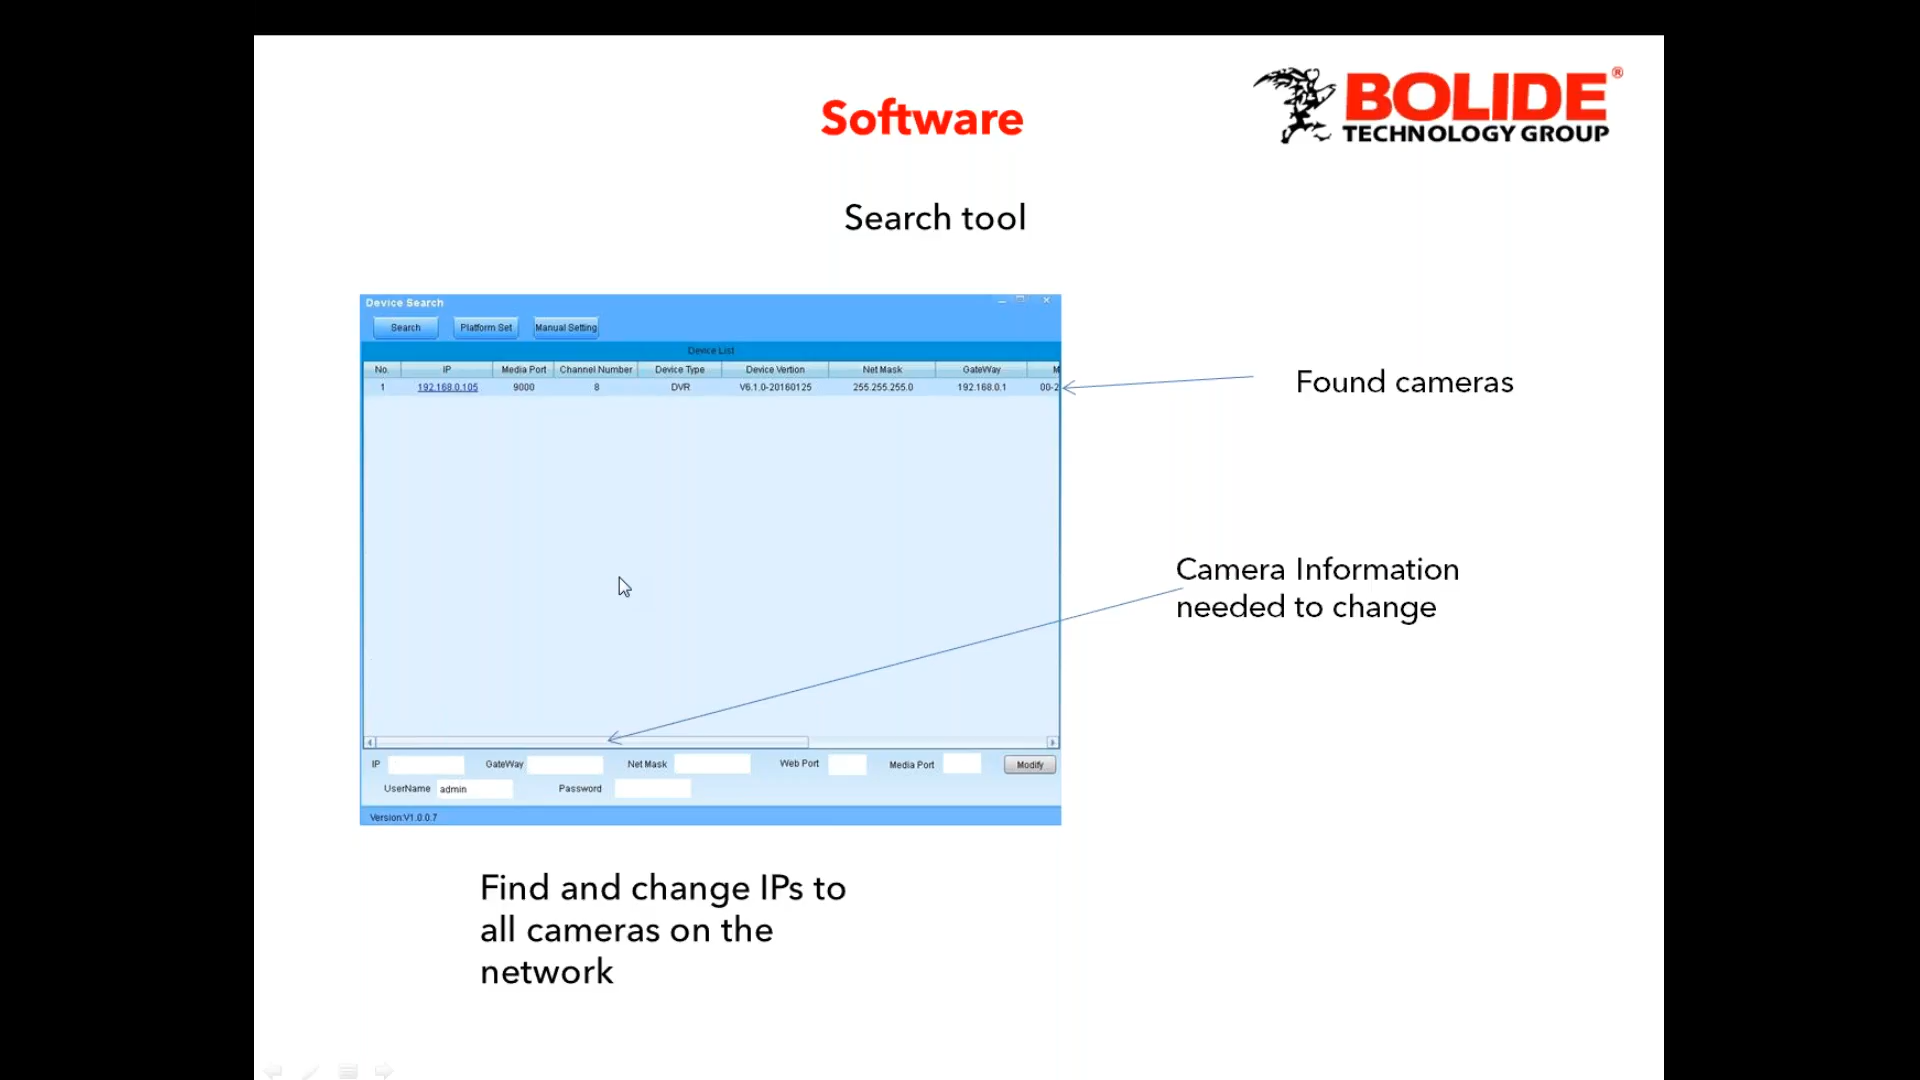 Software
BOLIDE®
TECHNOLOGY GROUP
Search tool
Device Search
Search Platform Set Manual Setting
Device List
No. IP Media Port Channel Number Device Type Device Vertion Net Mask GateWay M
1 192.168.0.105 9000 8 DVR V6.1.0-20160125 255.255.255.0 192.168.0.1 00-2
Found cameras
Camera Information
needed to change
IP GateWay Net Mask Web Port Media Port Modify
UserName admin Password
Version:V1.0.0.7
Find and change IPs to
all cameras on the
network